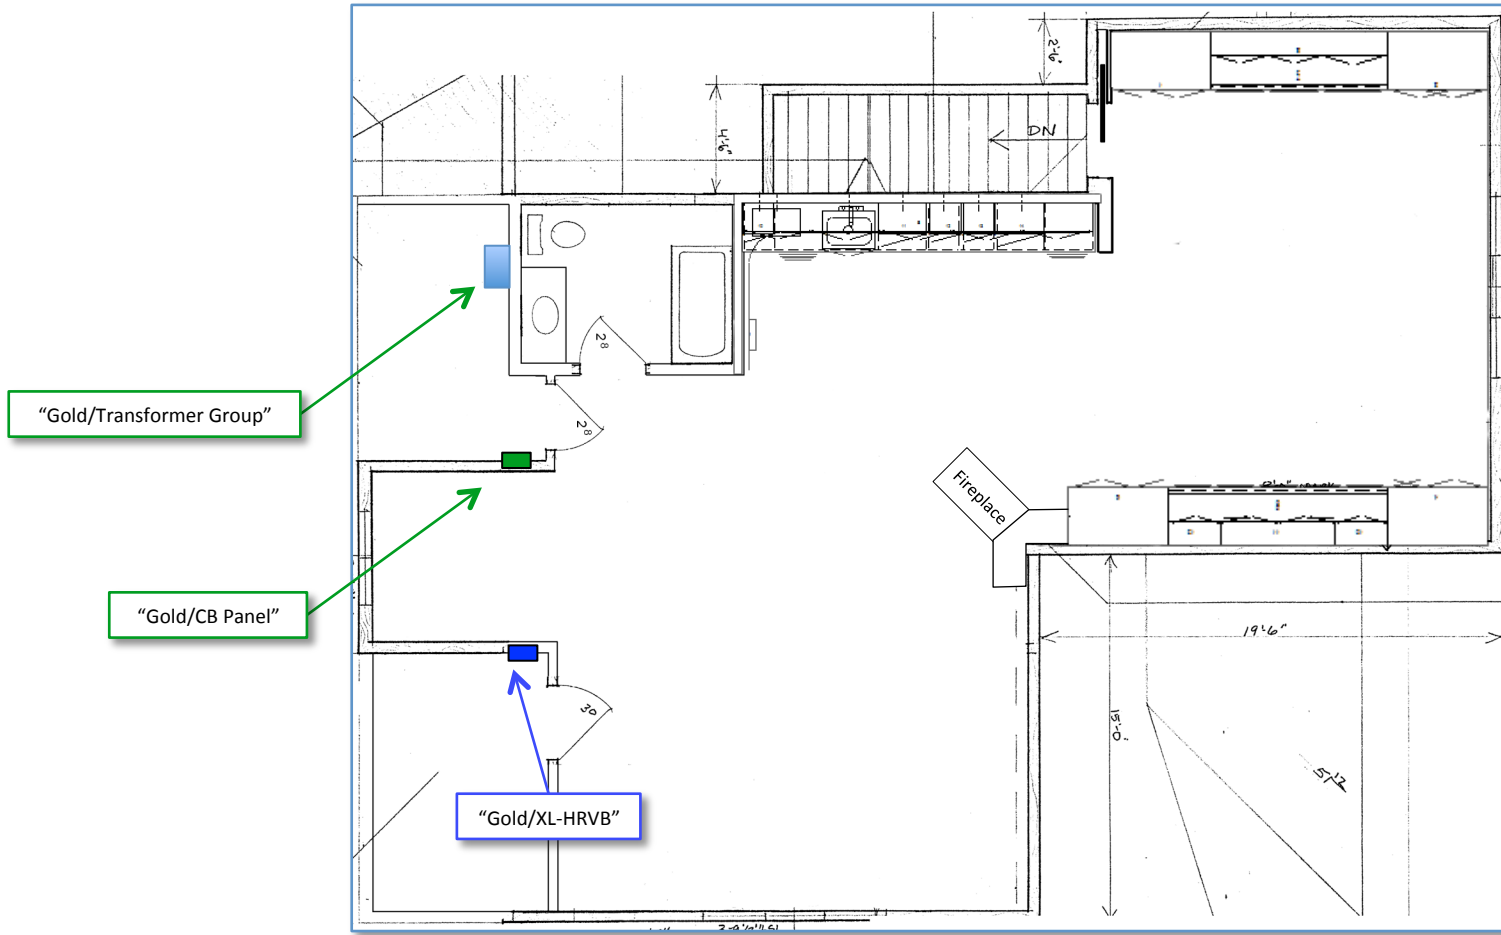 2'-6"
4'-6"
DN
28
28
“Gold/Transformer Group”
Fireplace
“Gold/CB Panel”
19'-6"
15'-0"
30
“Gold/XL-HRVB”